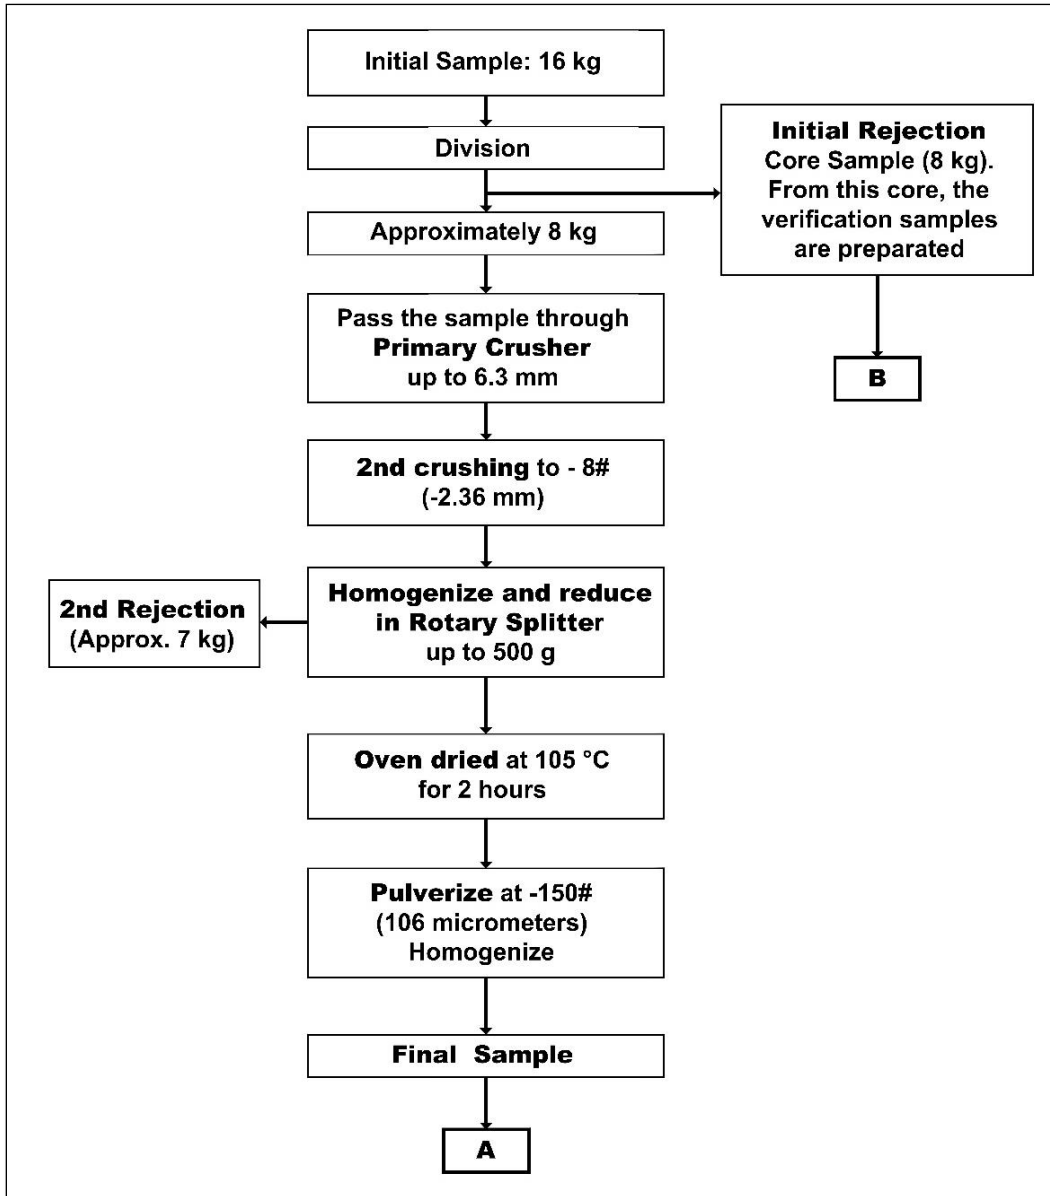 Initial Sample: 16 kg
Division
Initial Rejection
Core Sample (8 kg).
From this core, the
verification samples
are preparated
Approximately 8 kg
Pass the sample through
Primary Crusher
up to 6.3 mm
B
2nd crushing to - 8#
(-2.36 mm)
Homogenize and reduce
in Rotary Splitter
up to 500 g
2nd Rejection
(Approx. 7 kg)
Oven dried at 105 °C
for 2 hours
Pulverize at -150#
(106 micrometers)
Homogenize
Final Sample
A